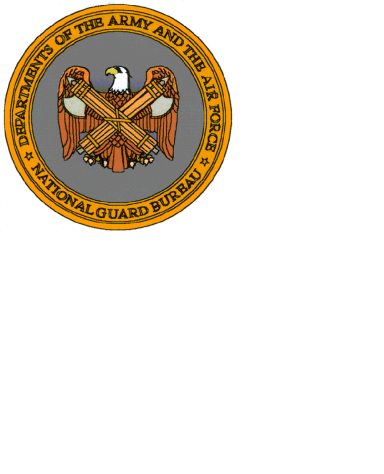 DEPARTMENTS OF THE ARMY AND THE AIR FORCE
NATIONAL GUARD BUREAU